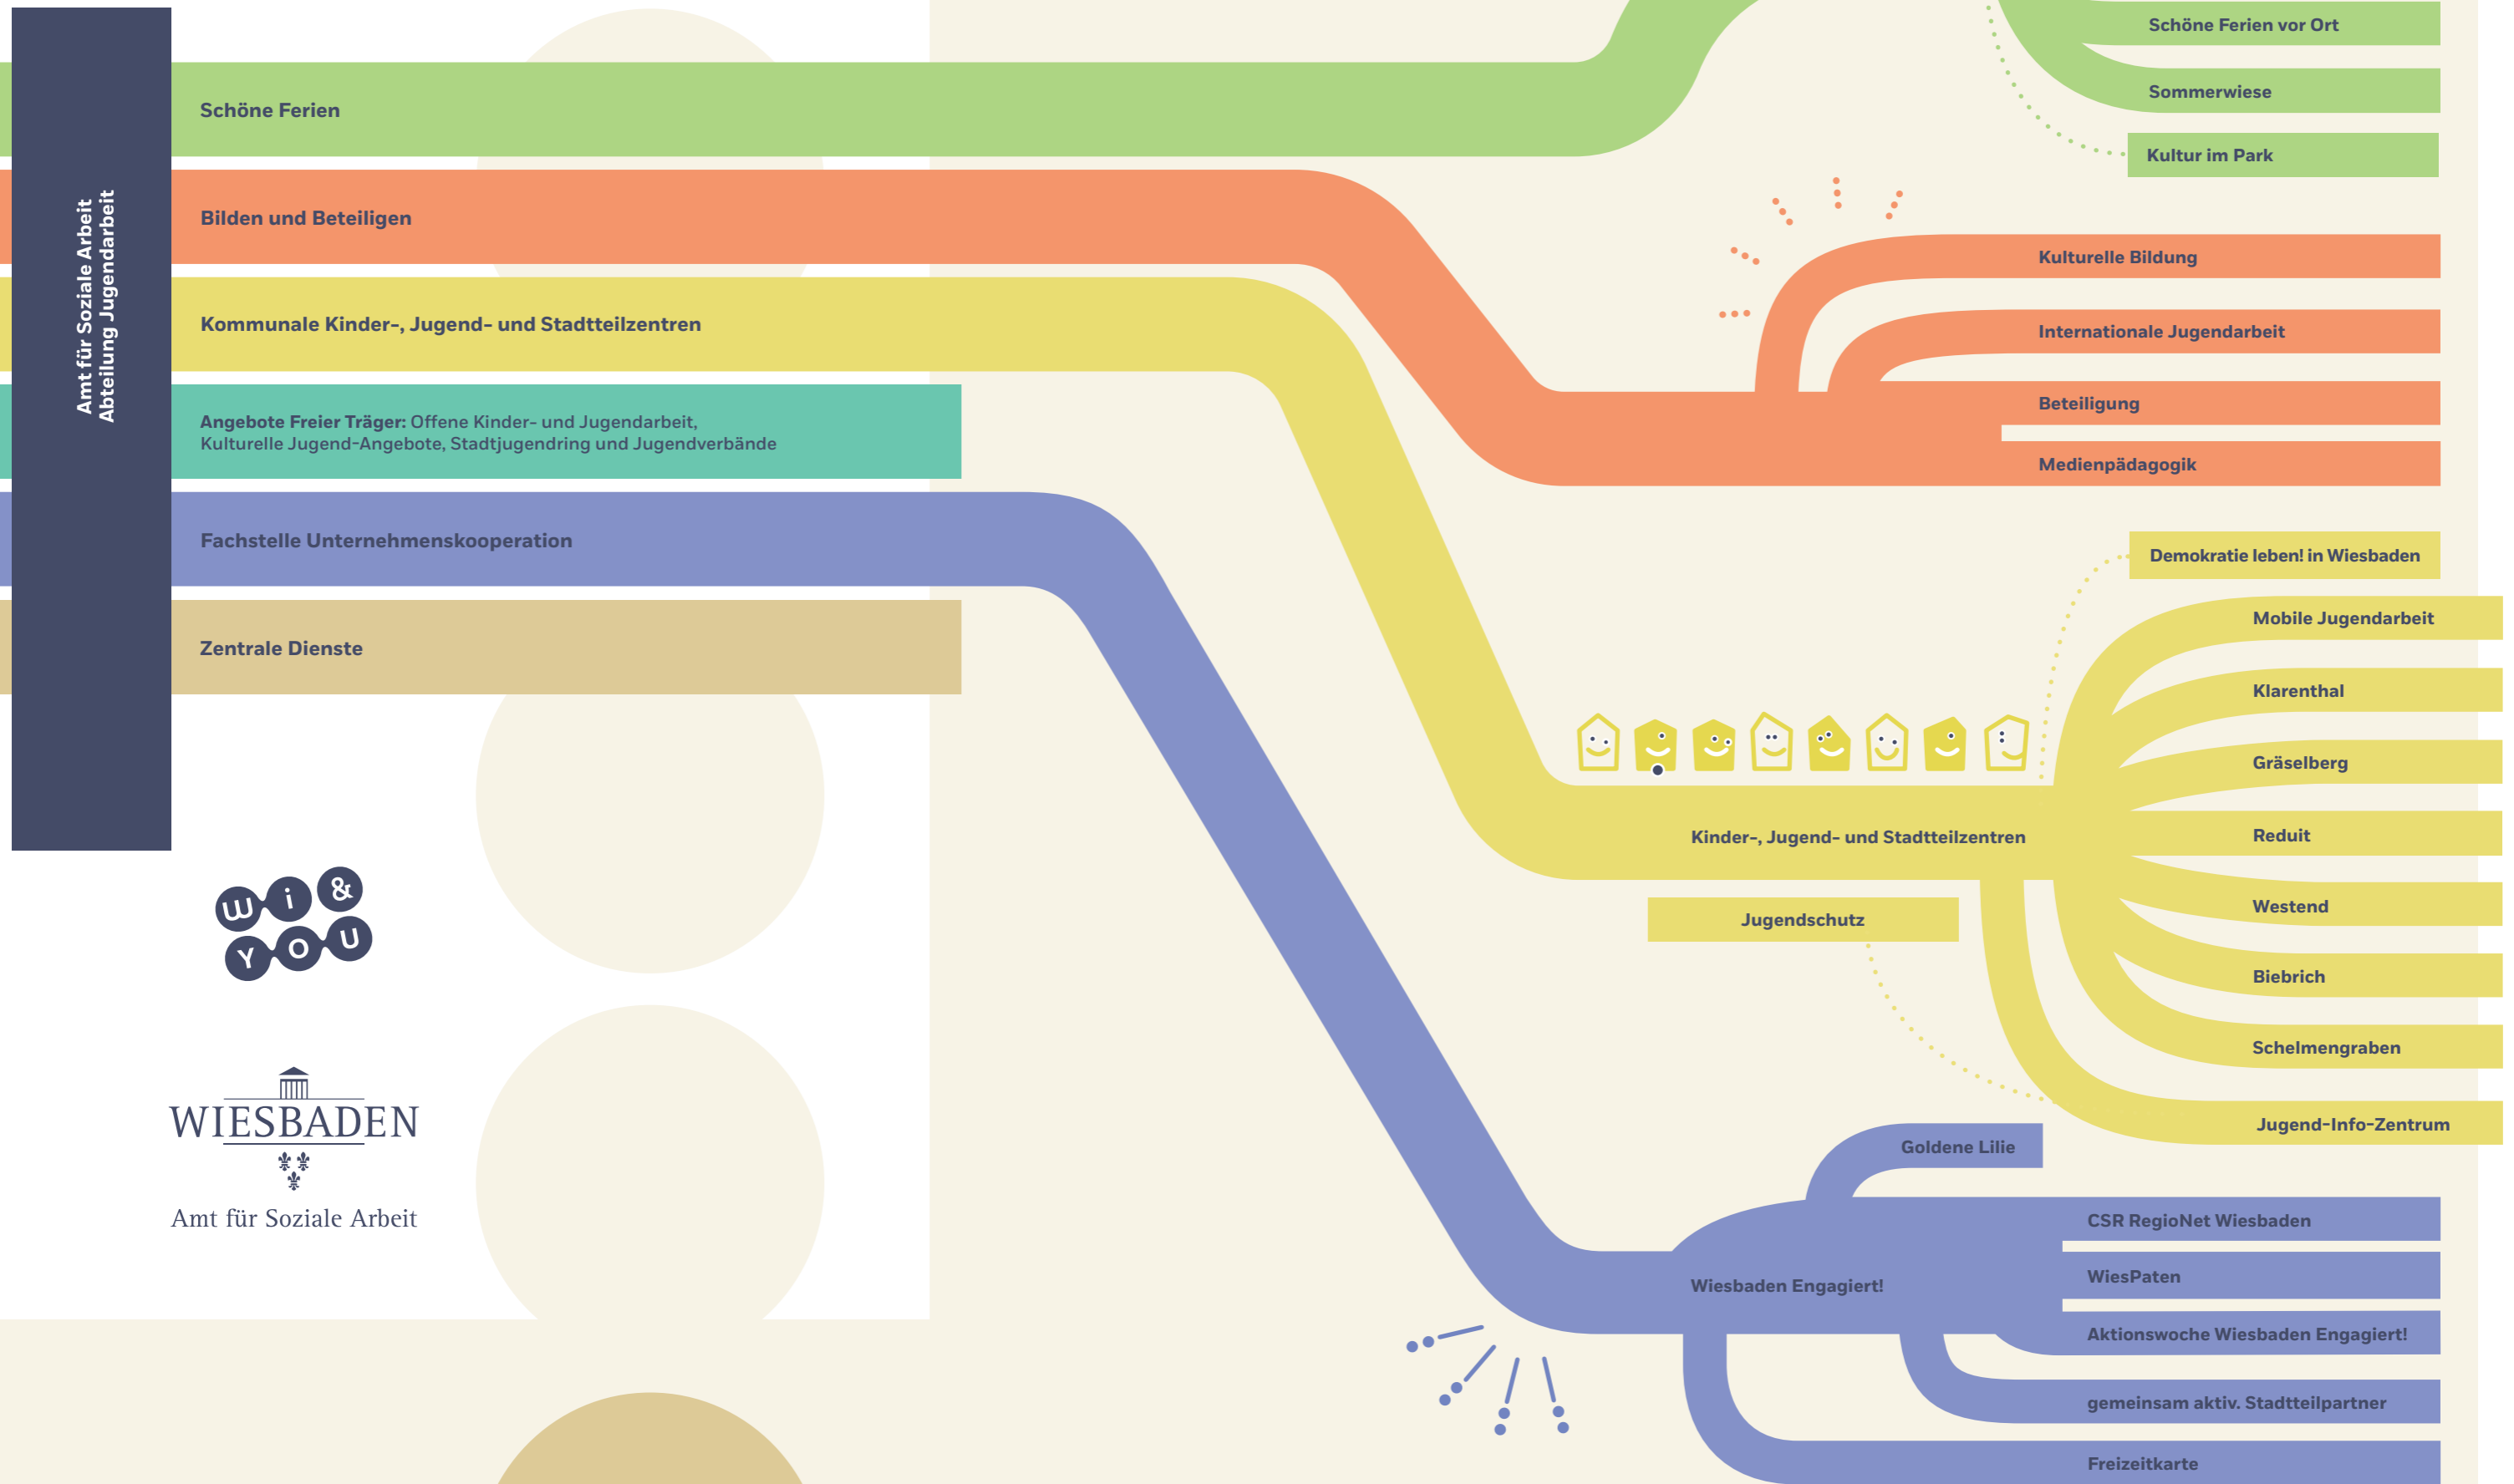 Amt für Soziale Arbeit
Abteilung Jugendarbeit
Schöne Ferien
Bilden und Beteiligen
Kommunale Kinder-, Jugend- und Stadtteilzentren
Angebote Freier Träger: Offene Kinder- und Jugendarbeit,
Kulturelle Jugend-Angebote, Stadtjugendring und Jugendverbände
Fachstelle Unternehmenskooperation
Zentrale Dienste
Wi &
YOU
WIESBADEN
Amt für Soziale Arbeit
Schöne Ferien vor Ort
Sommerwiese
Kultur im Park
Kulturelle Bildung
Internationale Jugendarbeit
Beteiligung
Medienpädagogik
Demokratie leben! in Wiesbaden
Mobile Jugendarbeit
Klarenthal
Gräselberg
Kinder-, Jugend- und Stadtteilzentren
Reduit
Westend
Jugendschutz
Biebrich
Schelmengraben
Jugend-Info-Zentrum
Goldene Lilie
CSR RegioNet Wiesbaden
Wiesbaden Engagiert!
WiesPaten
Aktionswoche Wiesbaden Engagiert!
gemeinsam aktiv. Stadtteilpartner
Freizeitkarte